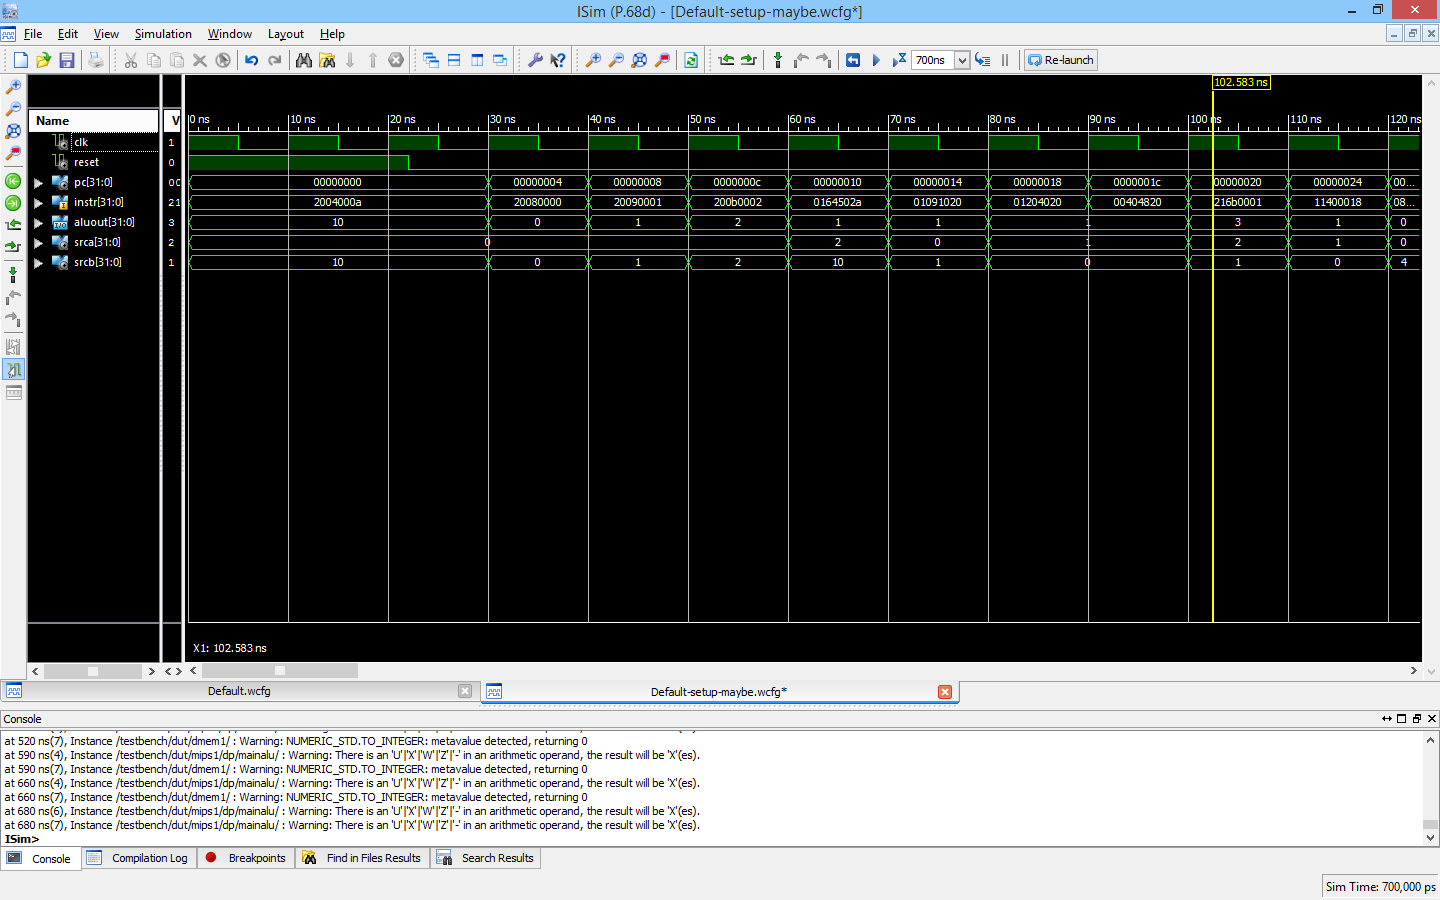 ISim (P.68d) - [Default-setup-maybe.wcfg*]
File Edit View Simulation Window Layout Help
700ns Re-launch
102.583 ns
Name V 0 ns 10 ns 20 ns 30 ns 40 ns 50 ns 60 ns 70 ns 80 ns 90 ns 100 ns 110 ns 120 ns
clk 1
reset 0
pc[31:0] 00 00000000 00000004 00000008 0000000c 00000010 00000014 00000018 0000001c 00000020 00000024 00...
instr[31:0] 21 2004000a 20080000 20090001 200b0002 0164502a 01091020 01204020 00404820 216b0001 11400018 08...
aluout[31:0] 3 10 0 1 2 1 1 1 3 1 0
srca[31:0] 2 0 2 0 1 2 1 0
srcb[31:0] 1 10 0 1 2 10 1 0 1 0 4
X1: 102.583 ns
Default.wcfg Default-setup-maybe.wcfg*
Console
at 520 ns(7), Instance /testbench/dut/dmem1/ : Warning: NUMERIC_STD.TO_INTEGER: metavalue detected, returning 0
at 590 ns(4), Instance /testbench/dut/mips1/dp/mainalu/ : Warning: There is an 'U'|'X'|'W'|'Z'|'-' in an arithmetic operand, the result will be 'X'(es).
at 590 ns(7), Instance /testbench/dut/dmem1/ : Warning: NUMERIC_STD.TO_INTEGER: metavalue detected, returning 0
at 660 ns(4), Instance /testbench/dut/mips1/dp/mainalu/ : Warning: There is an 'U'|'X'|'W'|'Z'|'-' in an arithmetic operand, the result will be 'X'(es).
at 660 ns(7), Instance /testbench/dut/dmem1/ : Warning: NUMERIC_STD.TO_INTEGER: metavalue detected, returning 0
at 680 ns(6), Instance /testbench/dut/mips1/dp/mainalu/ : Warning: There is an 'U'|'X'|'W'|'Z'|'-' in an arithmetic operand, the result will be 'X'(es).
at 680 ns(7), Instance /testbench/dut/mips1/dp/mainalu/ : Warning: There is an 'U'|'X'|'W'|'Z'|'-' in an arithmetic operand, the result will be 'X'(es).
ISim>
Console Compilation Log Breakpoints Find in Files Results Search Results
Sim Time: 700,000 ps